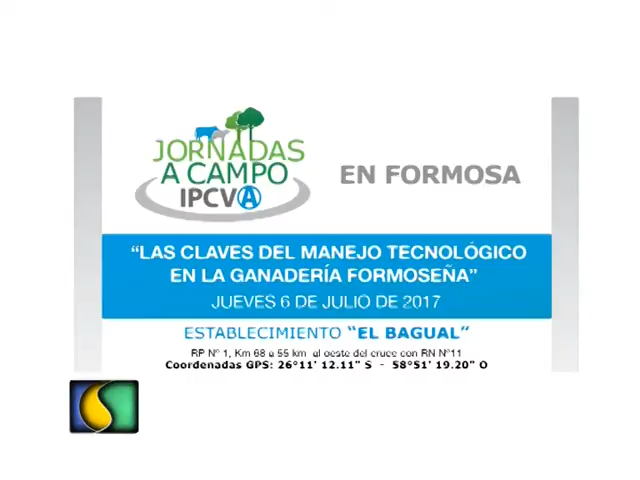 JORNADAS
A CAMPO
IPCVA
EN FORMOSA
“LAS CLAVES DEL MANEJO TECNOLÓGICO
EN LA GANADERÍA FORMOSEÑA”
JUEVES 6 DE JULIO DE 2017
ESTABLECIMIENTO “EL BAGUAL”
RP Nº 1, Km 68 a 55 km al oeste del cruce con RN Nº11
Coordenadas GPS: 26°11' 12.11" S - 58°51' 19.20" O